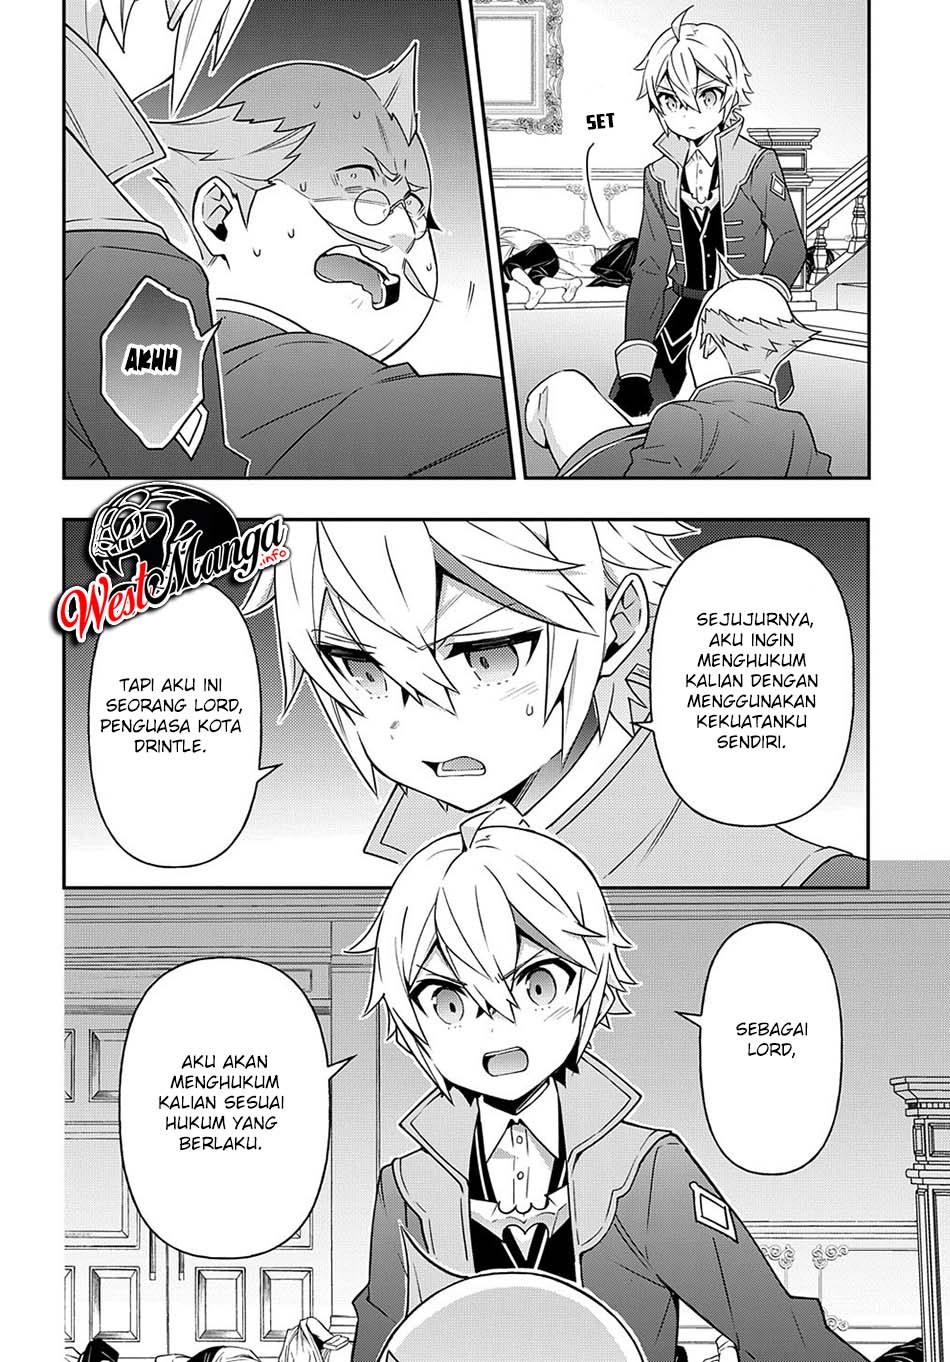 SET
AKHH
WestManga
.info
SEJUJURNYA,
AKU INGIN
MENGHUKUM
KALIAN DENGAN
MENGGUNAKAN
KEKUATANKU
SENDIRI.
TAPI AKU INI
SEORANG LORD,
PENGUASA KOTA
DRINTLE.
SEBAGAI
LORD,
AKU AKAN
MENGHUKUM
KALIAN SESUAI
HUKUM YANG
BERLAKU.